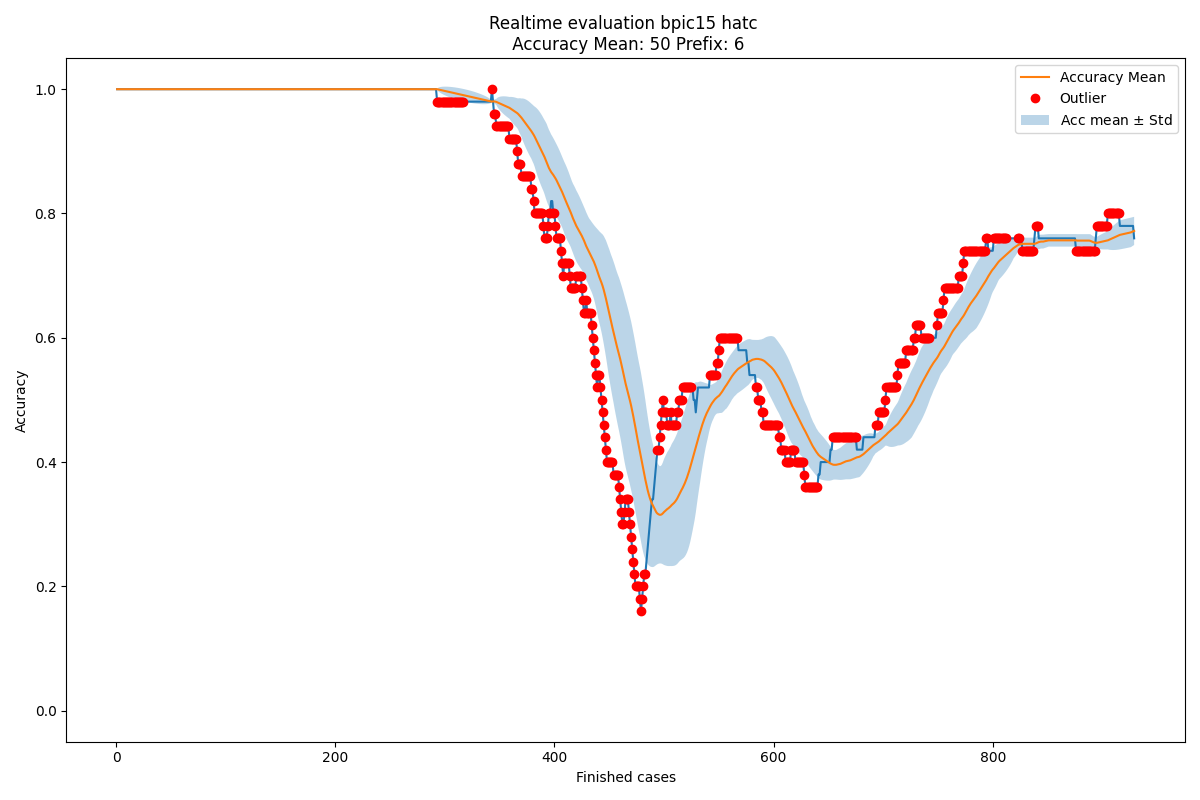 Realtime evaluation bpic15 hatc
Accuracy Mean: 50 Prefix: 6
Accuracy Mean
Outlier
Acc mean ± Std
1.0
0.8
0.6
0.4
0.2
0.0
Accuracy
0
200
400
600
800
Finished cases